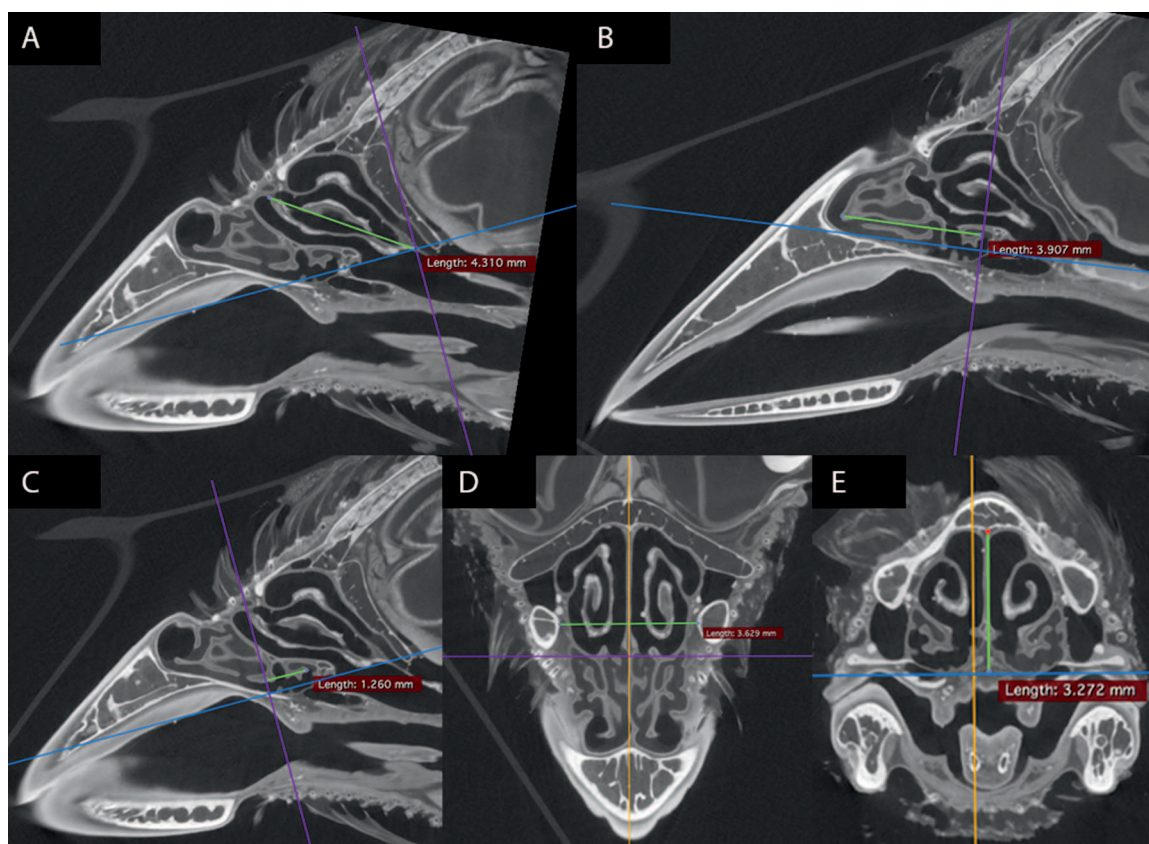 A
B
Length: 4.310 mm
Length: 3.907 mm
C
D
E
Length: 1.260 mm
Length: 3.629 mm
Length: 3.272 mm